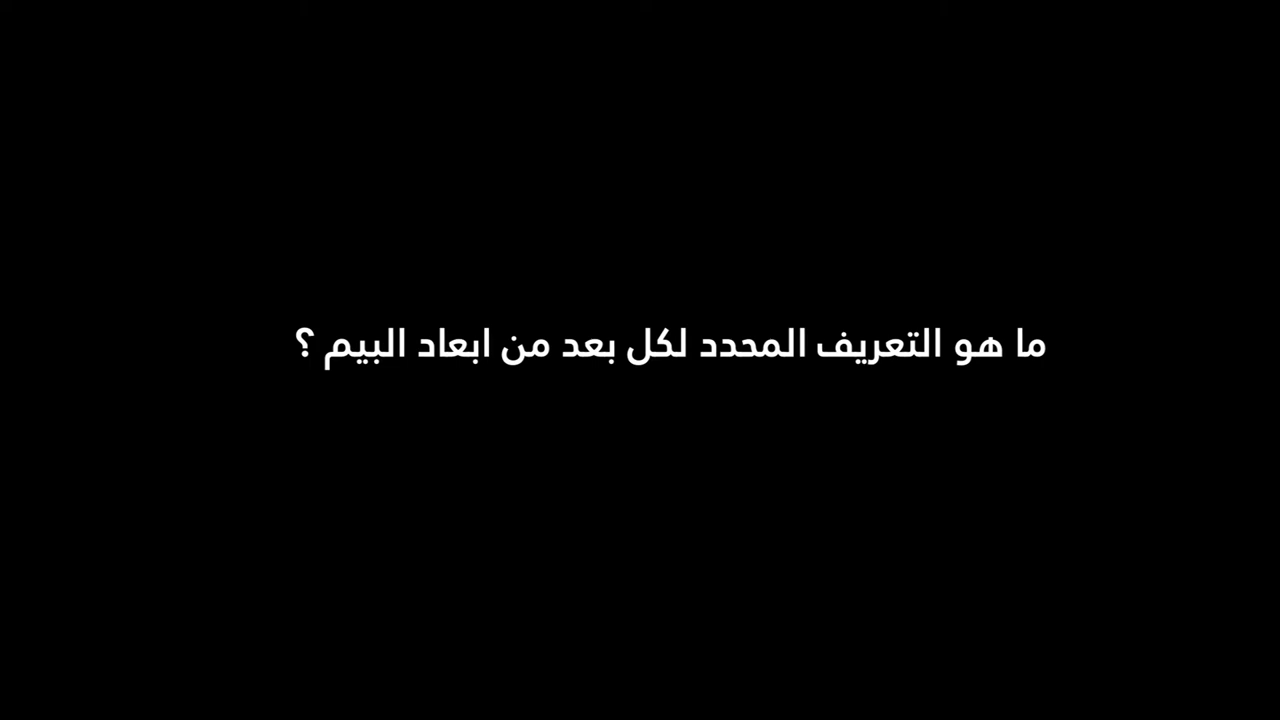 ما هو التعريف المحدد لكل بعد من ابعاد البيم ؟